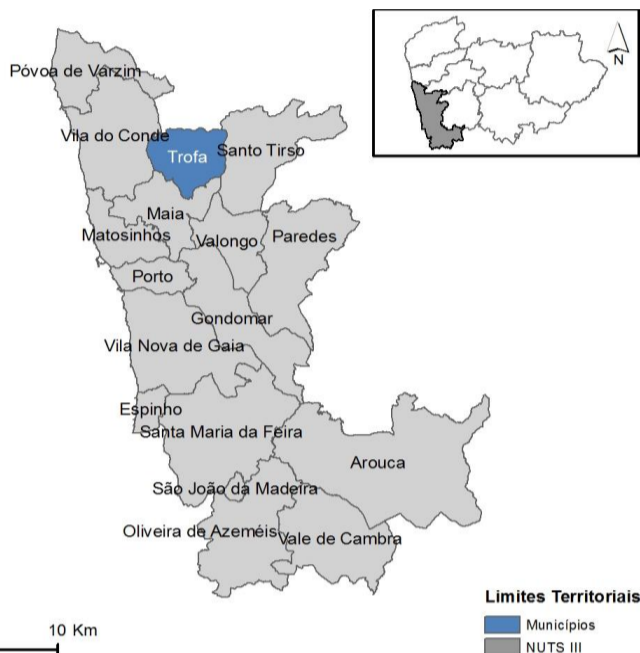 Póvoa de Varzim
N
Vila do Conde
Trofa
Santo Tirso
Maia
Matosinhos
Valongo
Paredes
Porto
Gondomar
Vila Nova de Gaia
Espinho
Santa Maria da Feira
Arouca
São João da Madeira
Oliveira de Azeméis
Vale de Cambra
Limites Territoriais
10 Km
Municípios
NUTS III